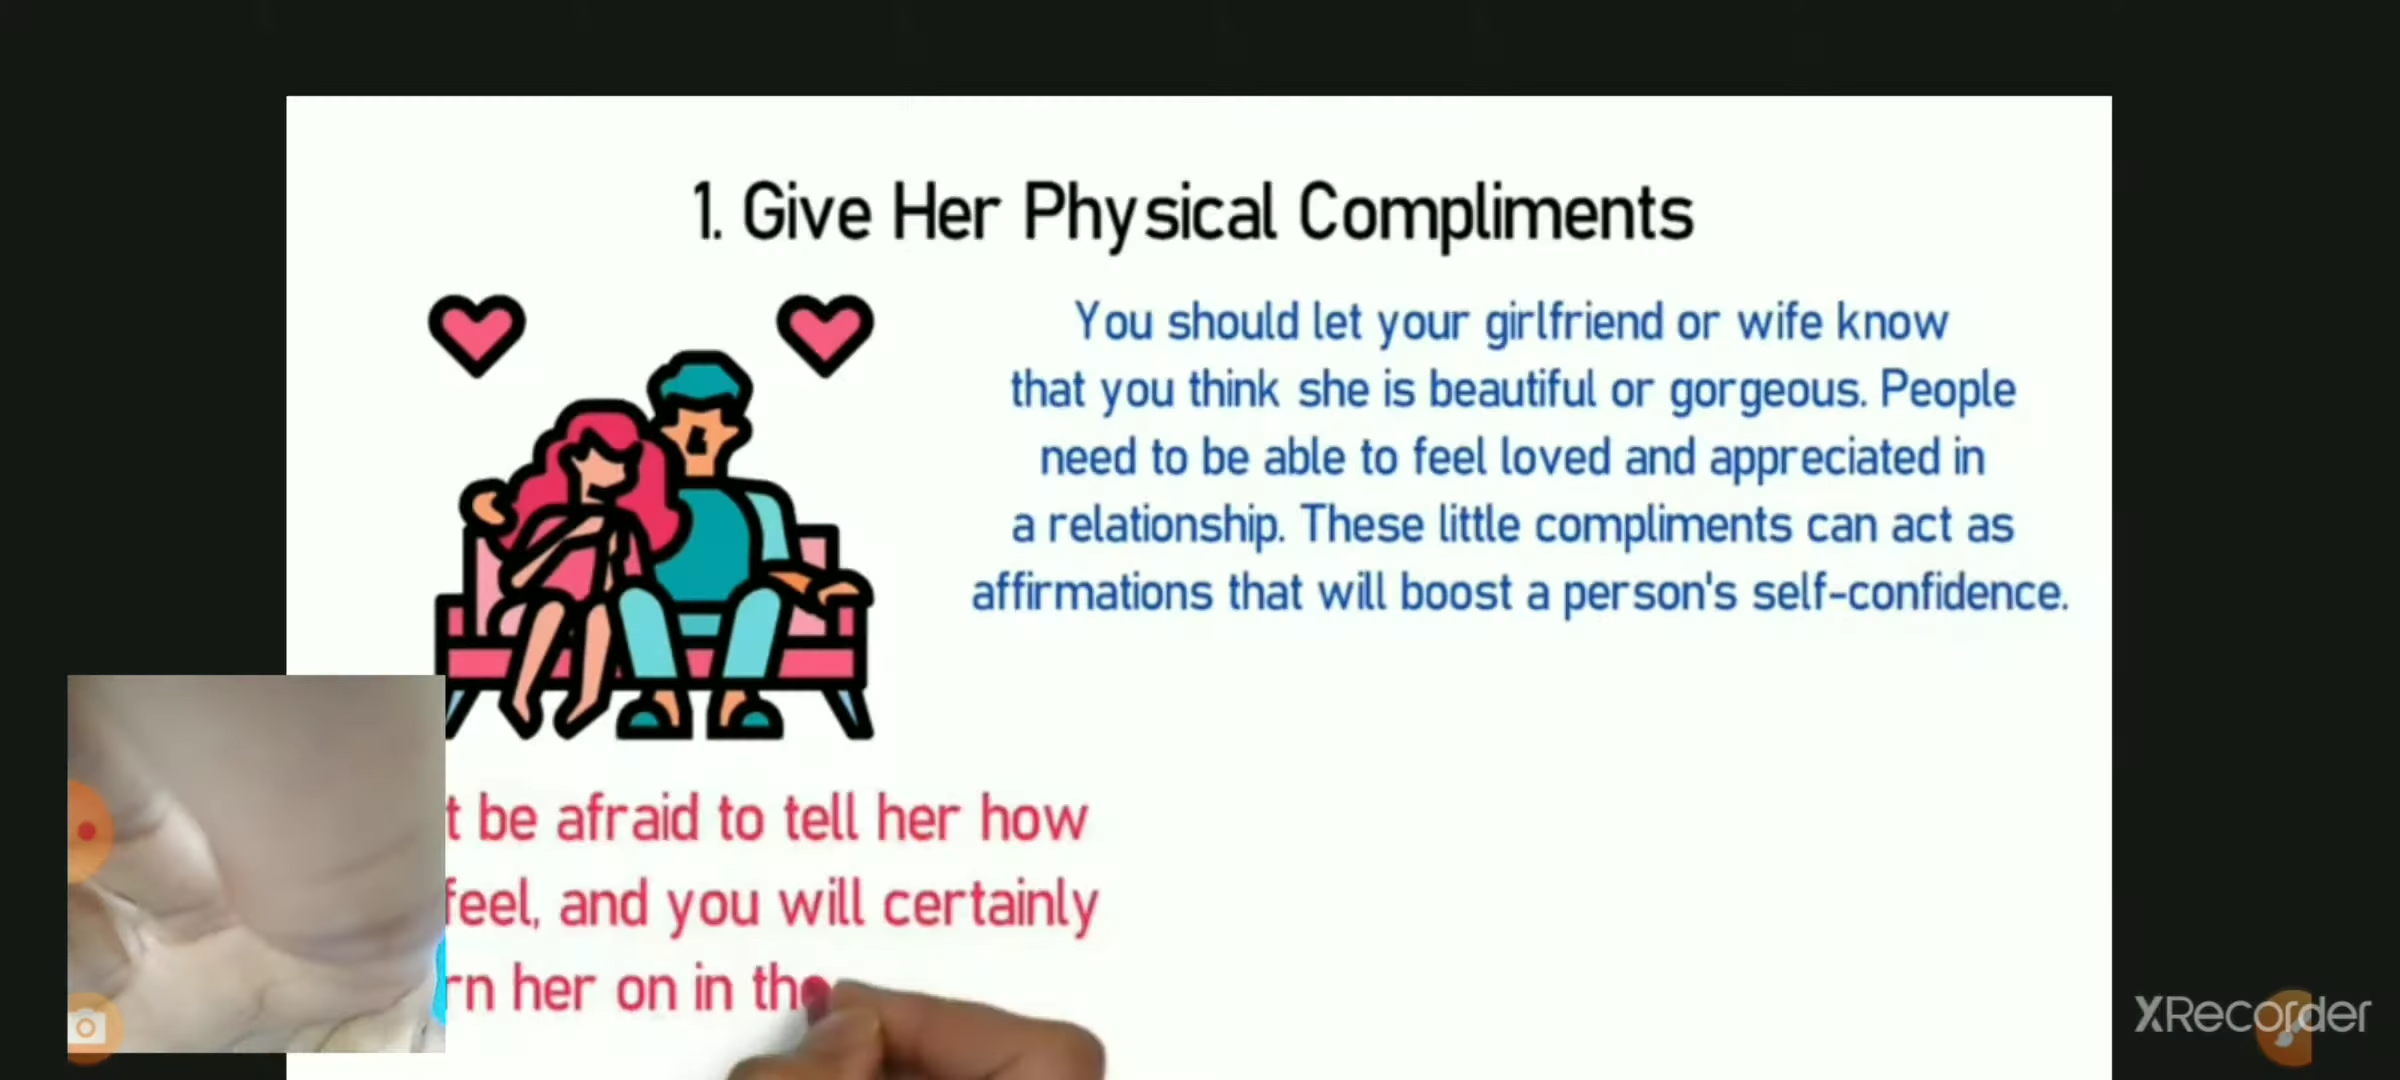 1. Give Her Physical Compliments
You should let your girlfriend or wife know
that you think she is beautiful or gorgeous. People
need to be able to feel loved and appreciated in
a relationship. These little compliments can act as
affirmations that will boost a person's self-confidence.
t be afraid to tell her how
feel, and you will certainly
rn her on in the
XRecorder